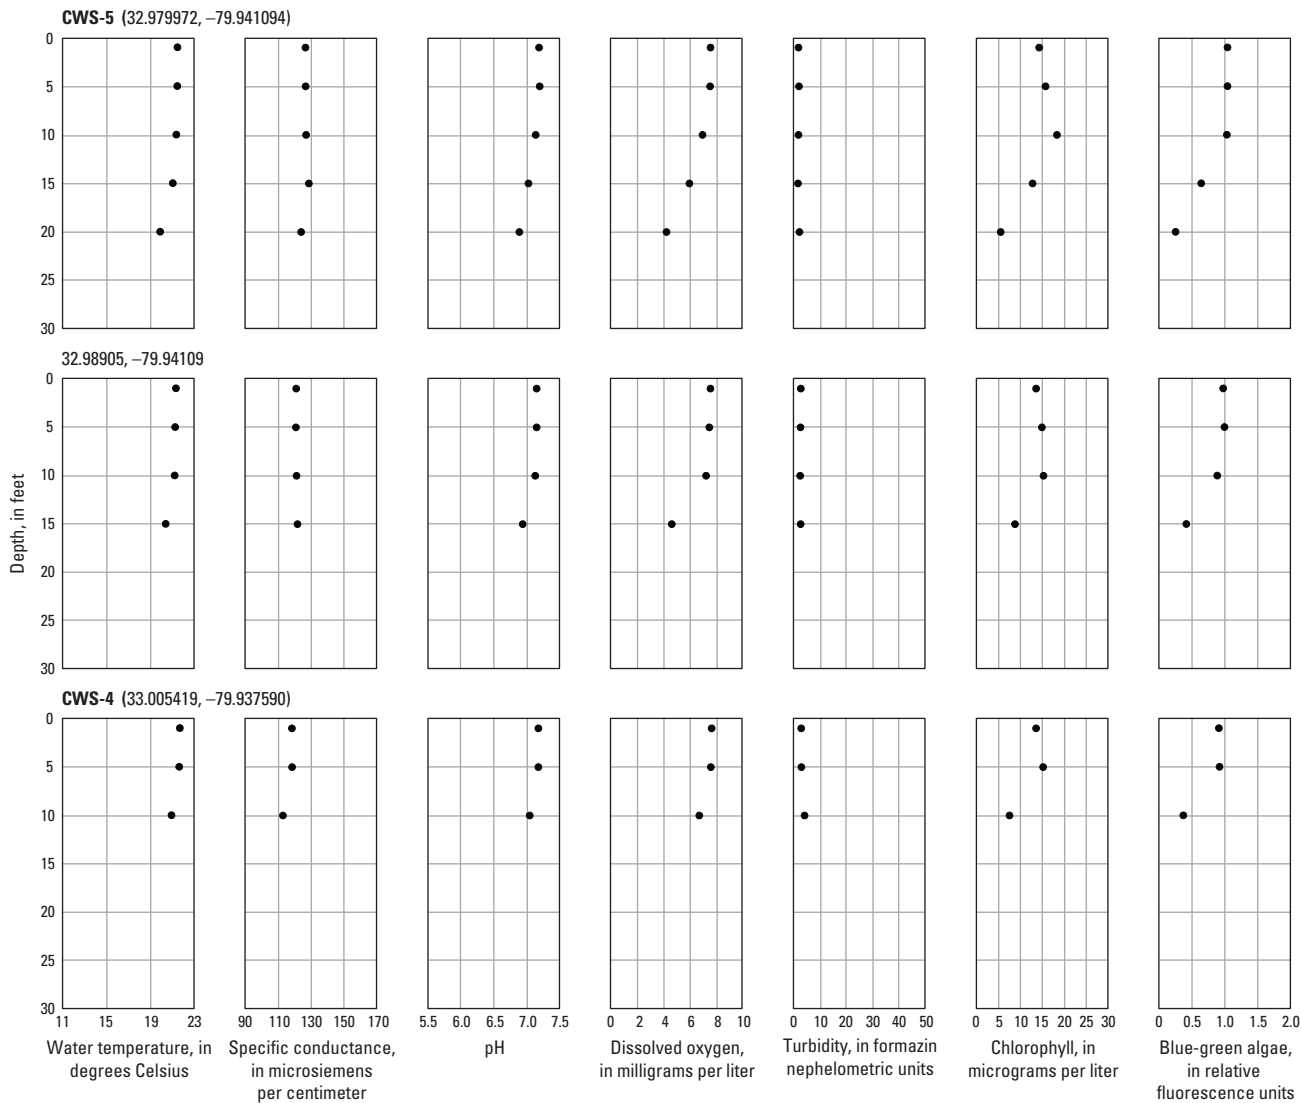 CWS-5 (32.979972, –79.941094)
0
5
10
15
20
25
30
32.98905, –79.94109
0
5
10
15
20
25
30
Depth, in feet
CWS-4 (33.005419, –79.937590)
0
5
10
15
20
25
30
11 15 19 23
90 110 130 150 170
5.5 6.0 6.5 7.0 7.5
0 2 4 6 8 10
0 10 20 30 40 50
0 5 10 15 20 25 30
0 0.5 1.0 1.5 2.0
Water temperature, in
degrees Celsius
Specific conductance,
in microsiemens
per centimeter
pH
Dissolved oxygen,
in milligrams per liter
Turbidity, in formazin
nephelometric units
Chlorophyll, in
micrograms per liter
Blue-green algae,
in relative
fluorescence units